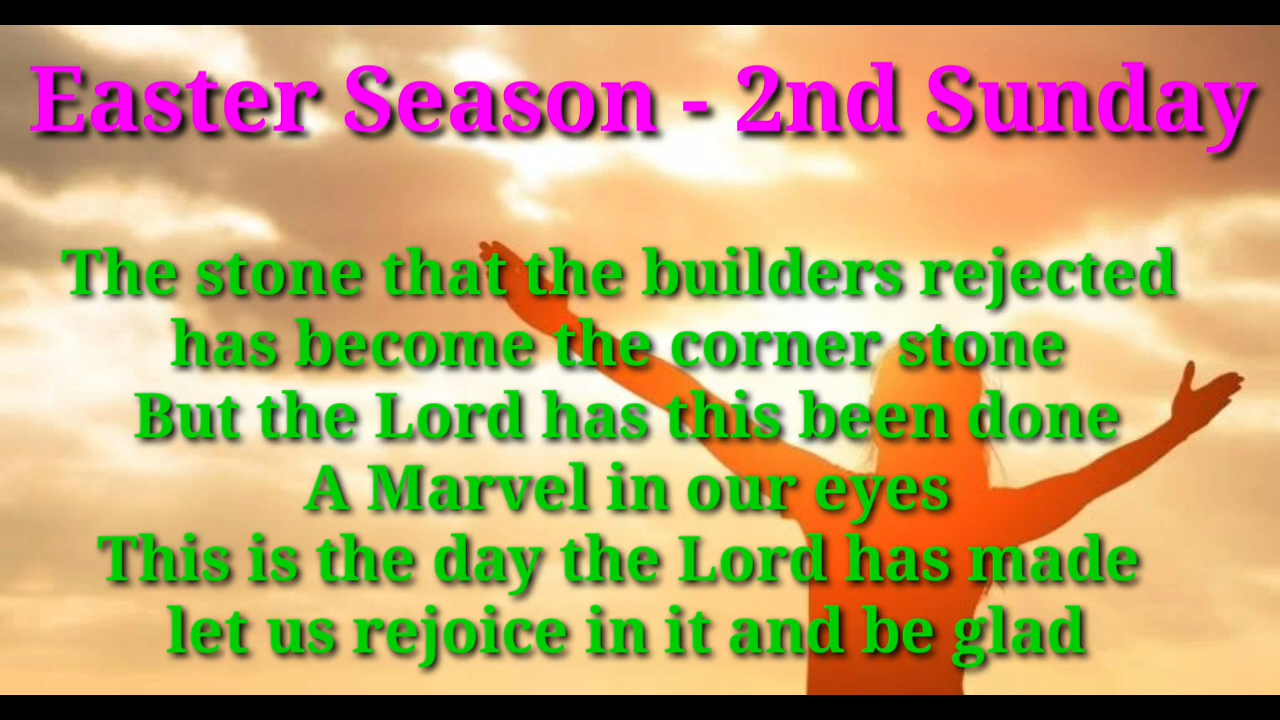 Easter Season - 2nd Sunday
The stone that the builders rejected
has become the corner stone
But the Lord has this been done
A Marvel in our eyes
This is the day the Lord has made
let us rejoice in it and be glad